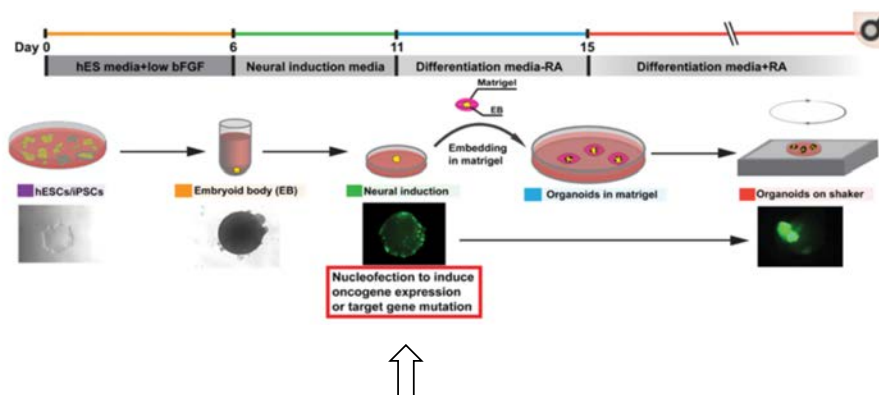 Day 0 6 11 15
hES media+low bFGF Neural induction media Differentiation media-RA Differentiation media+RA
Matrigel
EB
Embedding
in matrigel
hESCs/iPSCs Embryoid body (EB) Neural induction Organoids in matrigel Organoids on shaker
Nucleofection to induce
oncogene expression
or target gene mutation